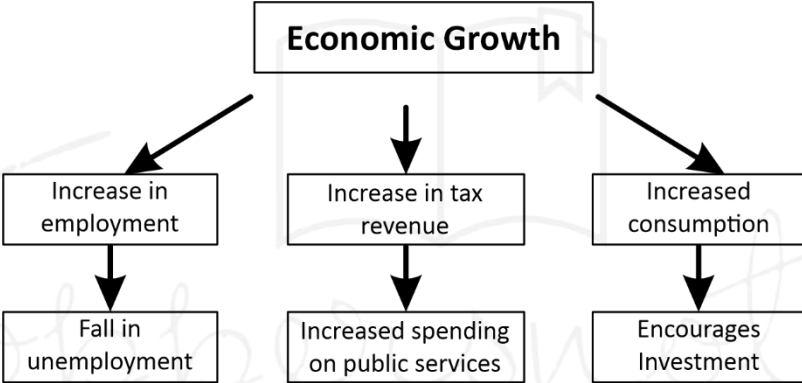 Economic Growth
Increase in
employment
Increase in tax
revenue
Increased
consumption
Fall in
unemployment
Increased spending
on public services
Encourages
Investment